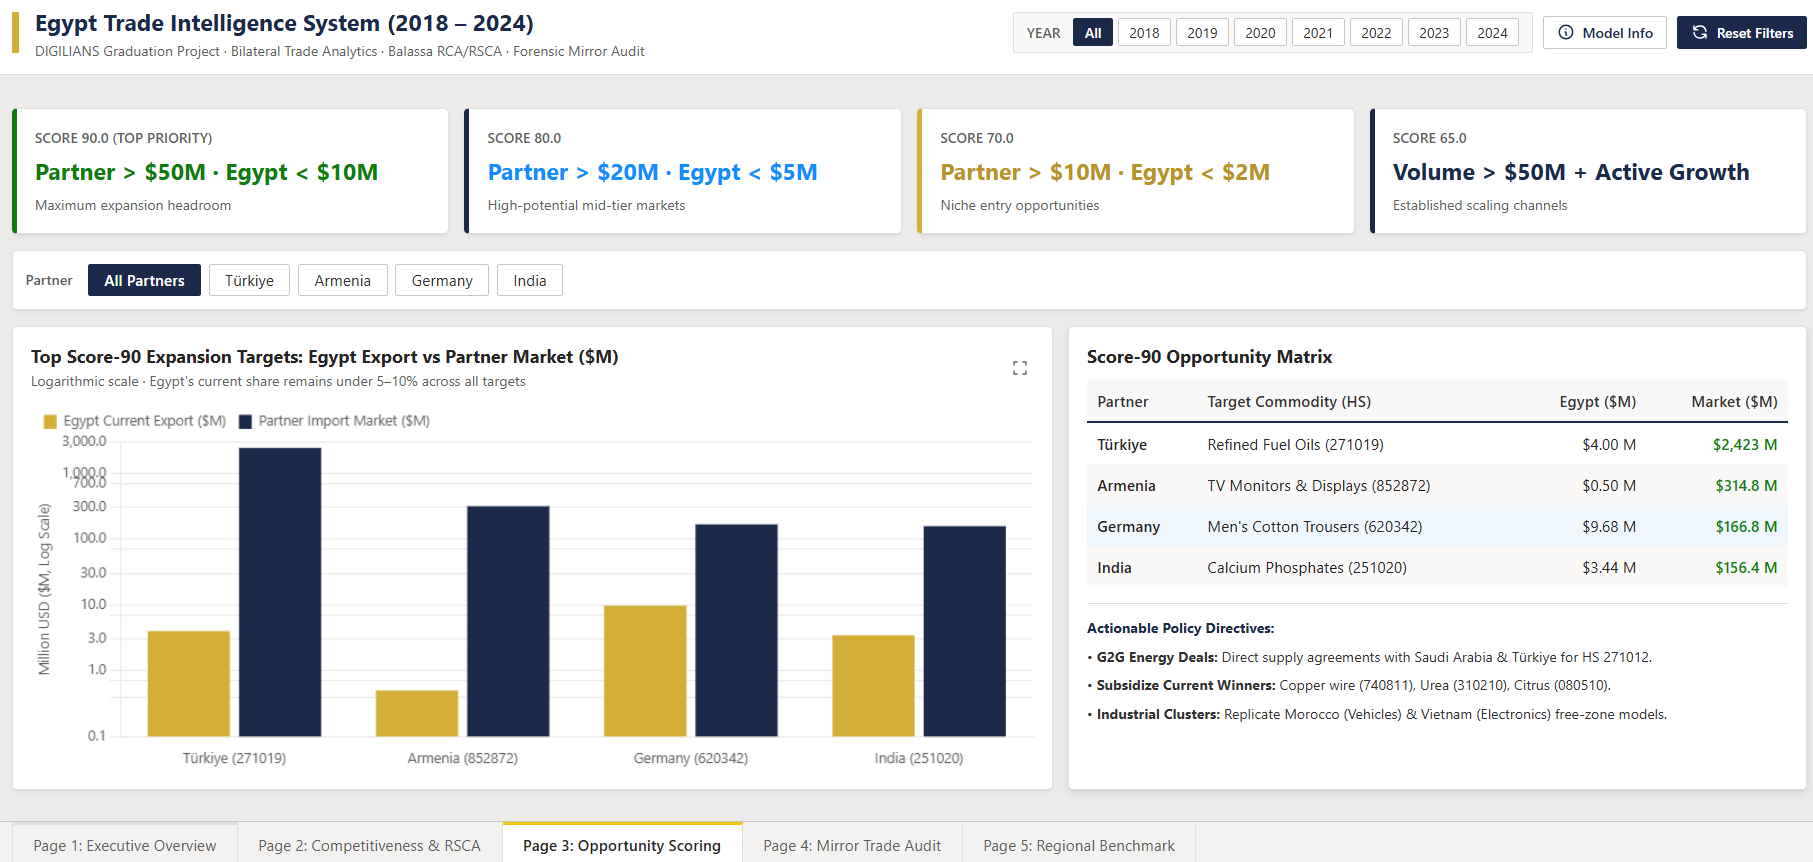 Egypt Trade Intelligence System (2018 – 2024)
DIGILIANS Graduation Project · Bilateral Trade Analytics · Balassa RCA/RSCA · Forensic Mirror Audit
YEAR All 2018 2019 2020 2021 2022 2023 2024
Model Info
Reset Filters
SCORE 90.0 (TOP PRIORITY)
Partner > $50M · Egypt < $10M
Maximum expansion headroom
SCORE 80.0
Partner > $20M · Egypt < $5M
High-potential mid-tier markets
SCORE 70.0
Partner > $10M · Egypt < $2M
Niche entry opportunities
SCORE 65.0
Volume > $50M + Active Growth
Established scaling channels
Partner All Partners Türkiye Armenia Germany India
Top Score-90 Expansion Targets: Egypt Export vs Partner Market ($M)
Logarithmic scale · Egypt's current share remains under 5–10% across all targets
Egypt Current Export ($M) Partner Import Market ($M)
Million USD ($M, Log Scale)
3,000.0
1,000.0
700.0
300.0
100.0
30.0
10.0
3.0
1.0
0.1
Türkiye (271019) Armenia (852872) Germany (620342) India (251020)
Score-90 Opportunity Matrix
Partner Target Commodity (HS) Egypt ($M) Market ($M)
Türkiye Refined Fuel Oils (271019) $4.00 M $2,423 M
Armenia TV Monitors & Displays (852872) $0.50 M $314.8 M
Germany Men's Cotton Trousers (620342) $9.68 M $166.8 M
India Calcium Phosphates (251020) $3.44 M $156.4 M
Actionable Policy Directives:
• G2G Energy Deals: Direct supply agreements with Saudi Arabia & Türkiye for HS 271012.
• Subsidize Current Winners: Copper wire (740811), Urea (310210), Citrus (080510).
• Industrial Clusters: Replicate Morocco (Vehicles) & Vietnam (Electronics) free-zone models.
Page 1: Executive Overview Page 2: Competitiveness & RSCA Page 3: Opportunity Scoring Page 4: Mirror Trade Audit Page 5: Regional Benchmark